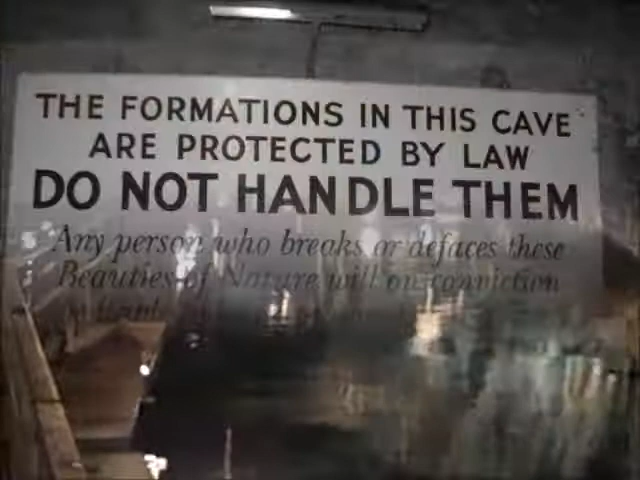 THE FORMATIONS IN THIS CAVE
ARE PROTECTED BY LAW
DO NOT HANDLE THEM
Any person who breaks or defaces these
Beauties of Nature will on conviction